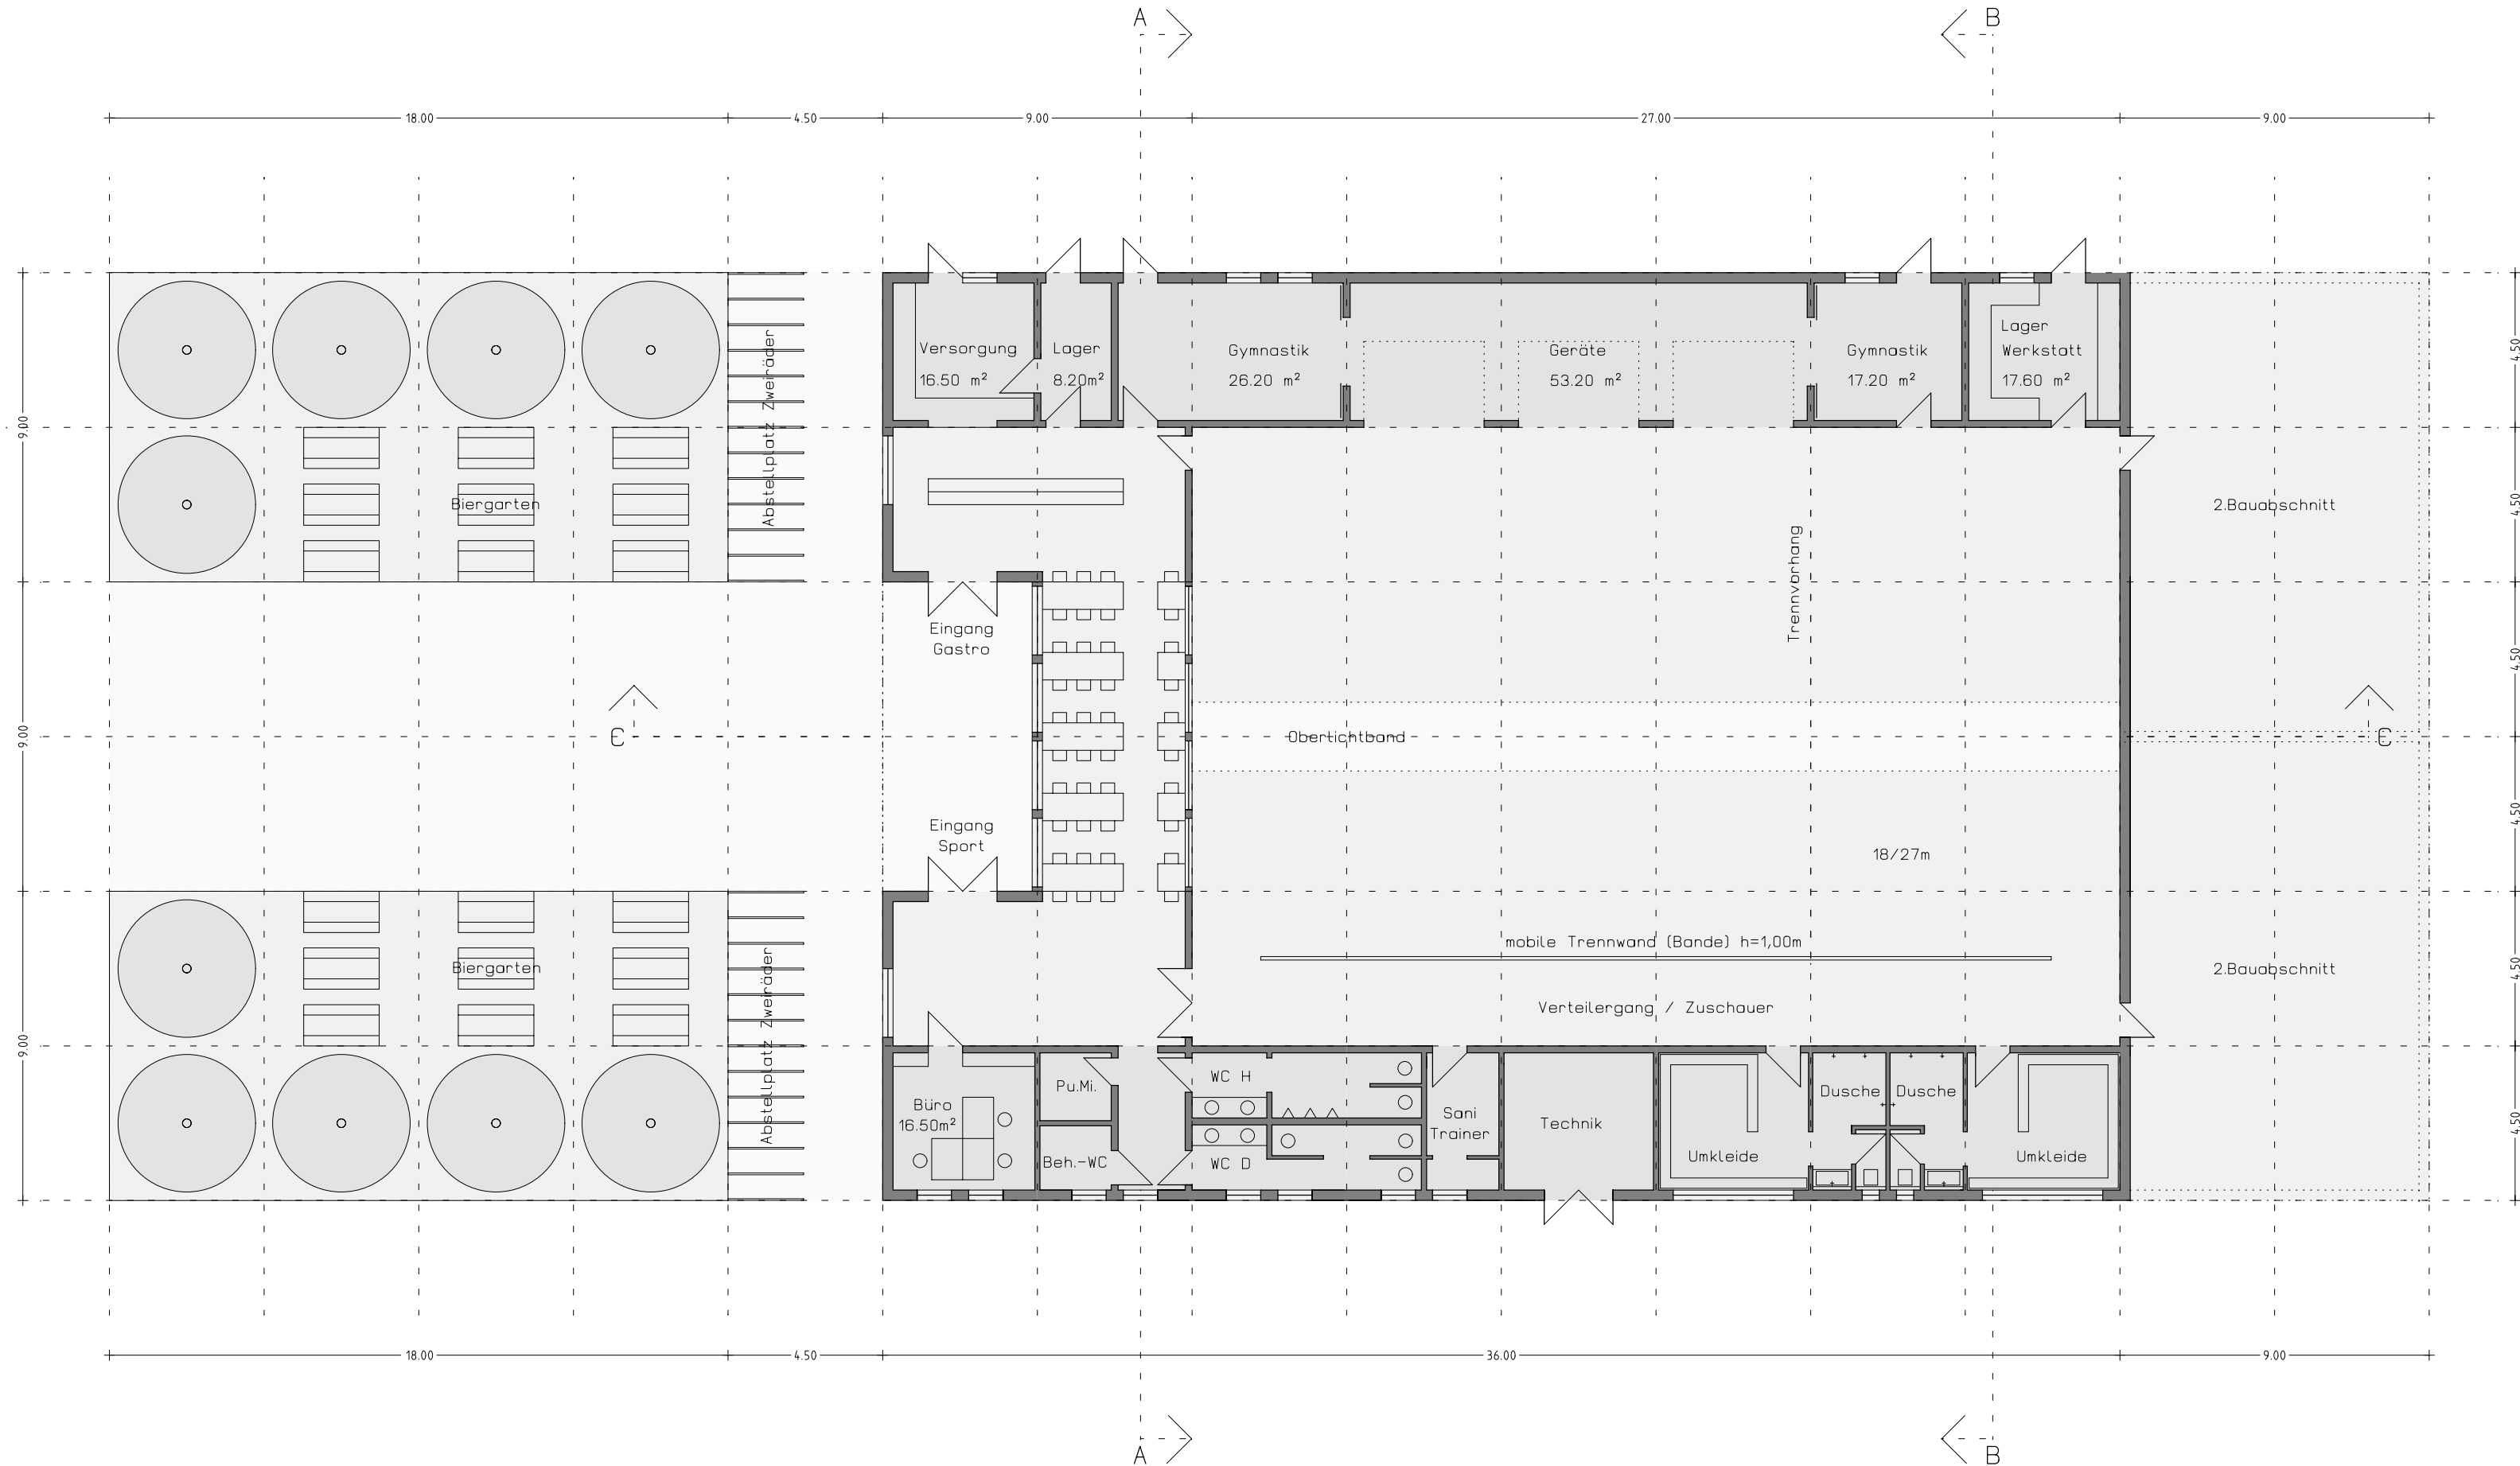 A
B
18.00
4.50
9.00
27.00
9.00
Versorgung
16.50 m²
Lager
8.20m²
Gymnastik
26.20 m²
Geräte
53.20 m²
Gymnastik
17.20 m²
Lager
Werkstatt
17.60 m²
4.50
9.00
Abstellplatz Zweiräder
Biergarten
2.Bauabschnitt
4.50
Trennvorhang
Eingang
Gastro
4.50
9.00
C
Oberlichtband
C
4.50
Eingang
Sport
18/27m
mobile Trennwand (Bande) h=1,00m
Biergarten
2.Bauabschnitt
4.50
Abstellplatz Zweiräder
Verteilergang / Zuschauer
9.00
Büro
16.50m²
Pu.Mi.
Beh.-WC
WC H
WC D
Sani
Trainer
Technik
Umkleide
Dusche
Dusche
Umkleide
4.50
18.00
4.50
36.00
9.00
A
B